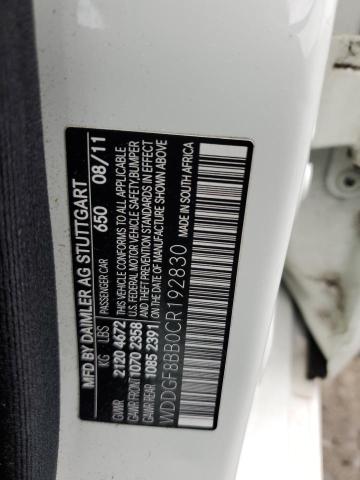 MFD BY DAIMLER AG STUTTGART
KG LBS PASSENGER CAR 650 08/11
GVWR 2120 4672 THIS VEHICLE CONFORMS TO ALL APPLICABLE
GAWR FRONT 1070 2358 U.S. FEDERAL MOTOR VEHICLE SAFETY/BUMPER/
GAWR REAR 1085 2391 THEFT PREVENTION STANDARDS IN EFFECT
ON THE DATE OF MANUFACTURE SHOWN ABOVE.
WDDGF8BB0CR192830 MADE IN SOUTH AFRICA